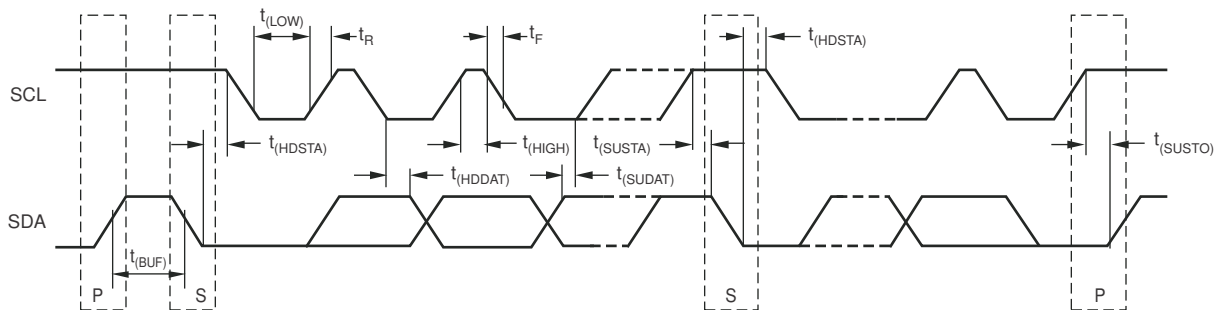 t(LOW)
tR
tF
t(HDSTA)
SCL
t(HDSTA)
t(HIGH)
t(SUSTA)
t(SUSTO)
t(HDDAT)
t(SUDAT)
SDA
t(BUF)
P
S
S
P